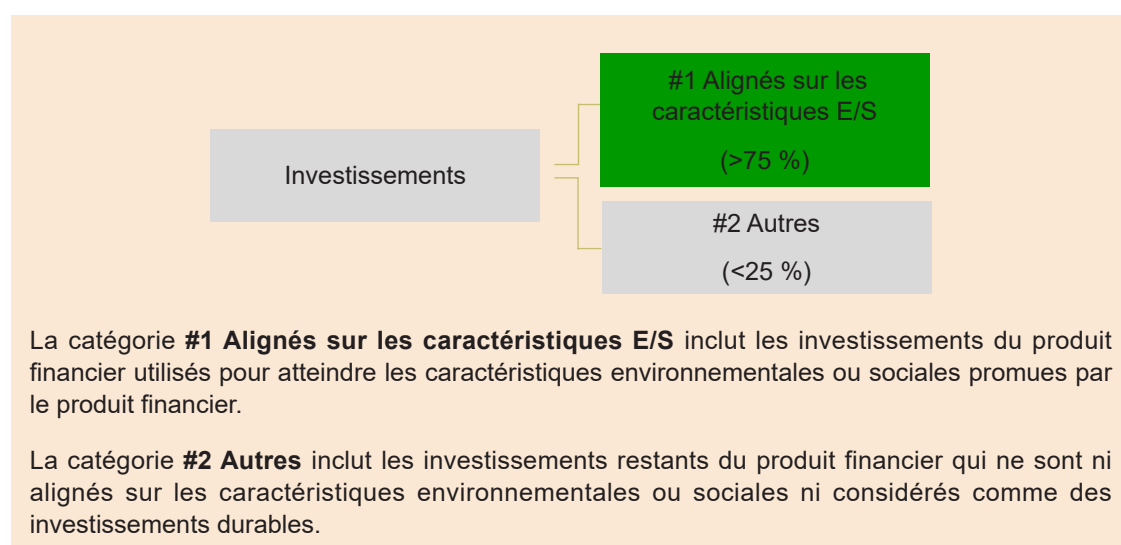 #1 Alignés sur les
caractéristiques E/S
(>75 %)
Investissements
#2 Autres
(<25 %)
La catégorie #1 Alignés sur les caractéristiques E/S inclut les investissements du produit
financier utilisés pour atteindre les caractéristiques environnementales ou sociales promues par
le produit financier.
La catégorie #2 Autres inclut les investissements restants du produit financier qui ne sont ni
alignés sur les caractéristiques environnementales ou sociales ni considérés comme des
investissements durables.